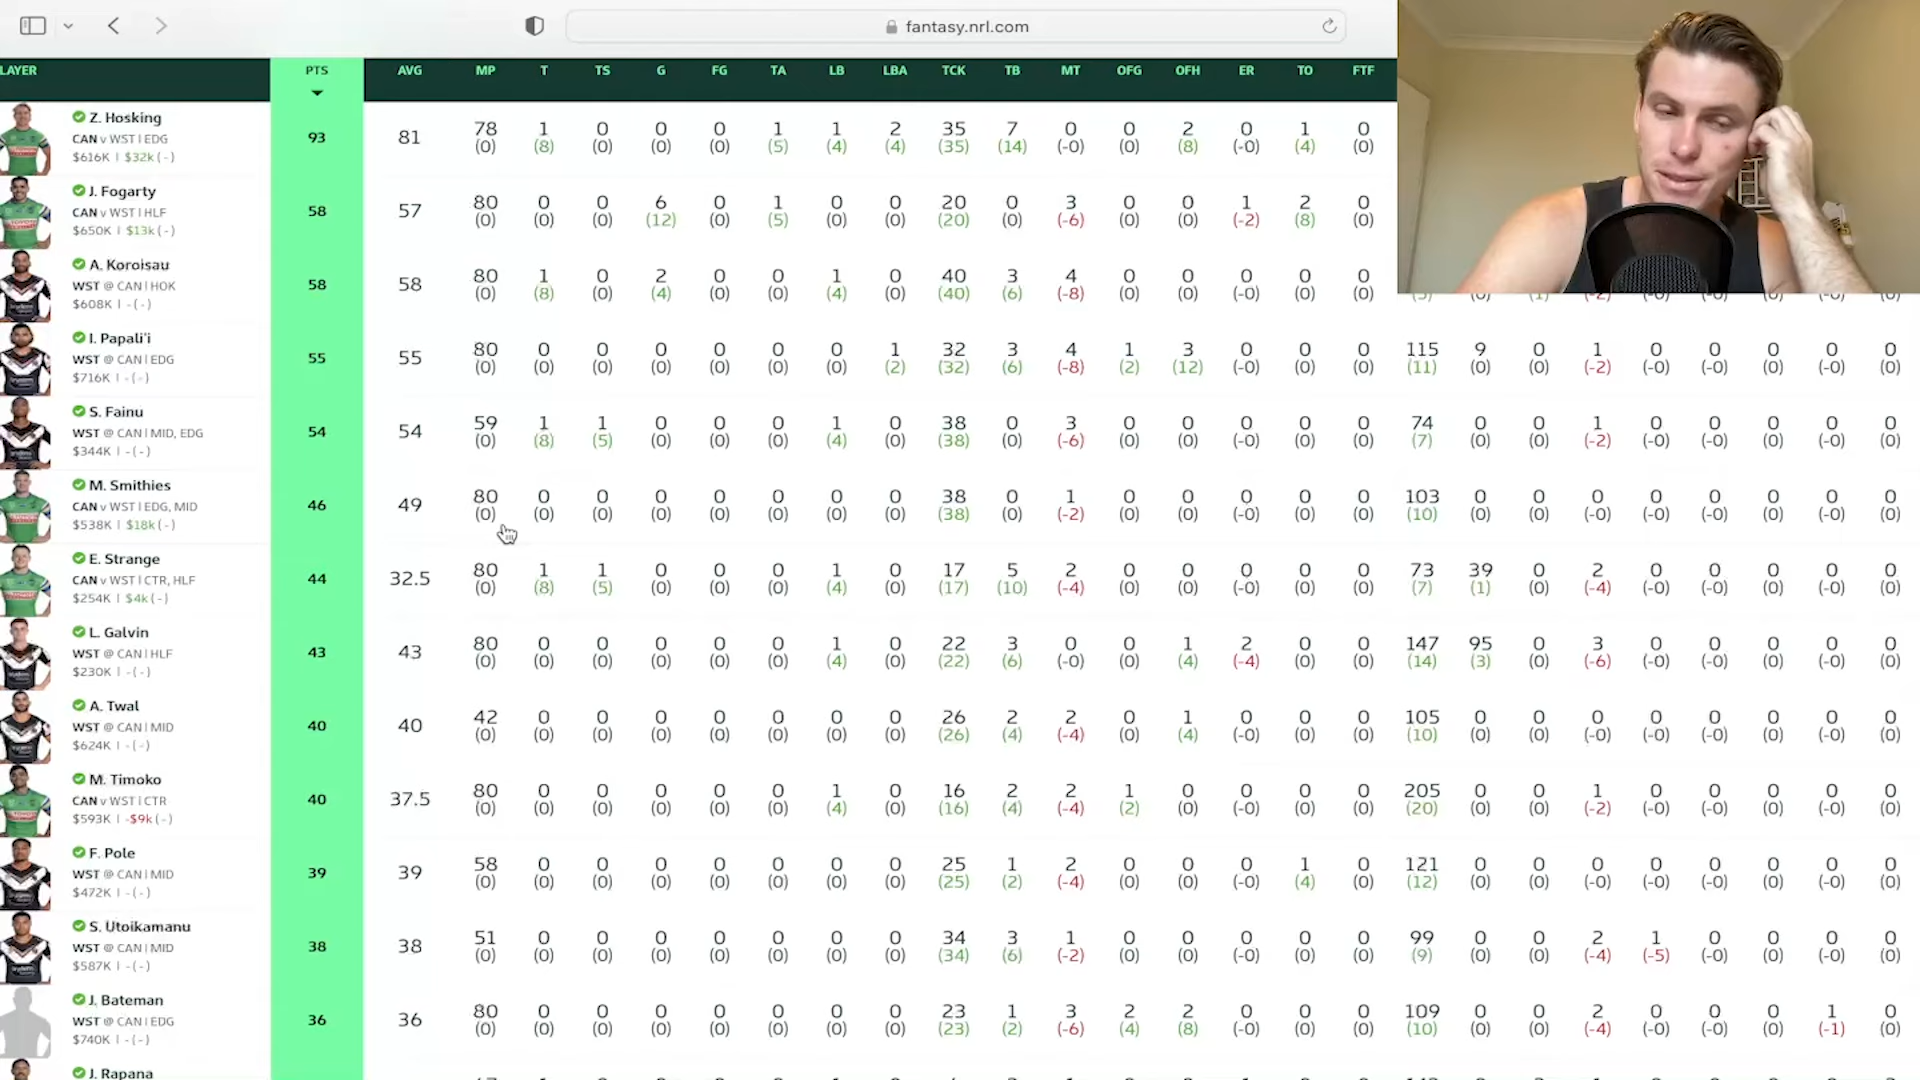 fantasy.nrl.com
LAYER PTS AVG MP T TS G FG TA LB LBA TCK TB MT OFG OFH ER TO FTF
Z. Hosking
CAN v WST | EDG
$616K | $32k (-)
93 81 78 1 0 0 0 1 1 2 35 7 0 0 2 0 1 0
(0) (8) (0) (0) (0) (5) (4) (4) (35) (14) (-0) (0) (8) (-0) (4) (0)
J. Fogarty
CAN v WST | HLF
$650K | $13k (-)
58 57 80 0 0 6 0 1 0 0 20 0 3 0 0 1 2 0
(0) (0) (0) (12) (0) (5) (0) (0) (20) (0) (-6) (0) (0) (-2) (8) (0)
A. Koroisau
WST @ CAN | HOK
$608K | - (-)
58 58 80 1 0 2 0 0 1 0 40 3 4 0 0 0 0 0
(0) (8) (0) (4) (0) (0) (4) (0) (40) (6) (-8) (0) (0) (-0) (0) (0)
I. Papali'i
WST @ CAN | EDG
$716K | - (-)
55 55 80 0 0 0 0 0 0 1 32 3 4 1 3 0 0 0 115 9 0 1 0 0 0 0 0
(0) (0) (0) (0) (0) (0) (0) (2) (32) (6) (-8) (2) (12) (-0) (0) (0) (11) (0) (0) (-2) (-0) (-0) (0) (-0) (0)
S. Fainu
WST @ CAN | MID, EDG
$344K | - (-)
54 54 59 1 1 0 0 0 1 0 38 0 3 0 0 0 0 0 74 0 0 1 0 0 0 0 0
(0) (8) (5) (0) (0) (0) (4) (0) (38) (0) (-6) (0) (0) (-0) (0) (0) (7) (0) (0) (-2) (-0) (-0) (0) (-0) (0)
M. Smithies
CAN v WST | EDG, MID
$538K | $18k (-)
46 49 80 0 0 0 0 0 0 0 38 0 1 0 0 0 0 0 103 0 0 0 0 0 0 0 0
(0) (0) (0) (0) (0) (0) (0) (0) (38) (0) (-2) (0) (0) (-0) (0) (0) (10) (0) (0) (-0) (-0) (-0) (0) (-0) (0)
E. Strange
CAN v WST | CTR, HLF
$254K | $4k (-)
44 32.5 80 1 1 0 0 0 1 0 17 5 2 0 0 0 0 0 73 39 0 2 0 0 0 0 0
(0) (8) (5) (0) (0) (0) (4) (0) (17) (10) (-4) (0) (0) (-0) (0) (0) (7) (1) (0) (-4) (-0) (-0) (0) (-0) (0)
L. Galvin
WST @ CAN | HLF
$230K | - (-)
43 43 80 0 0 0 0 0 1 0 22 3 0 0 1 2 0 0 147 95 0 3 0 0 0 0 0
(0) (0) (0) (0) (0) (0) (4) (0) (22) (6) (-0) (0) (4) (-4) (0) (0) (14) (3) (0) (-6) (-0) (-0) (0) (-0) (0)
A. Twal
WST @ CAN | MID
$624K | - (-)
40 40 42 0 0 0 0 0 0 0 26 2 2 0 1 0 0 0 105 0 0 0 0 0 0 0 0
(0) (0) (0) (0) (0) (0) (0) (0) (26) (4) (-4) (0) (4) (-0) (0) (0) (10) (0) (0) (-0) (-0) (-0) (0) (-0) (0)
M. Timoko
CAN v WST | CTR
$593K | -$9k (-)
40 37.5 80 0 0 0 0 0 1 0 16 2 2 1 0 0 0 0 205 0 0 1 0 0 0 0 0
(0) (0) (0) (0) (0) (0) (4) (0) (16) (4) (-4) (2) (0) (-0) (0) (0) (20) (0) (0) (-2) (-0) (-0) (0) (-0) (0)
F. Pole
WST @ CAN | MID
$472K | - (-)
39 39 58 0 0 0 0 0 0 0 25 1 2 0 0 0 1 0 121 0 0 0 0 0 0 0 0
(0) (0) (0) (0) (0) (0) (0) (0) (25) (2) (-4) (0) (0) (-0) (4) (0) (12) (0) (0) (-0) (-0) (-0) (0) (-0) (0)
S. Utoikamanu
WST @ CAN | MID
$587K | - (-)
38 38 51 0 0 0 0 0 0 0 34 3 1 0 0 0 0 0 99 0 0 2 1 0 0 0 0
(0) (0) (0) (0) (0) (0) (0) (0) (34) (6) (-2) (0) (0) (-0) (0) (0) (9) (0) (0) (-4) (-5) (-0) (0) (-0) (0)
J. Bateman
WST @ CAN | EDG
$740K | - (-)
36 36 80 0 0 0 0 0 0 0 23 1 3 2 2 0 0 0 109 0 0 2 0 0 0 1 0
(0) (0) (0) (0) (0) (0) (0) (0) (23) (2) (-6) (4) (8) (-0) (0) (0) (10) (0) (0) (-4) (-0) (-0) (0) (-1) (0)
J. Rapana